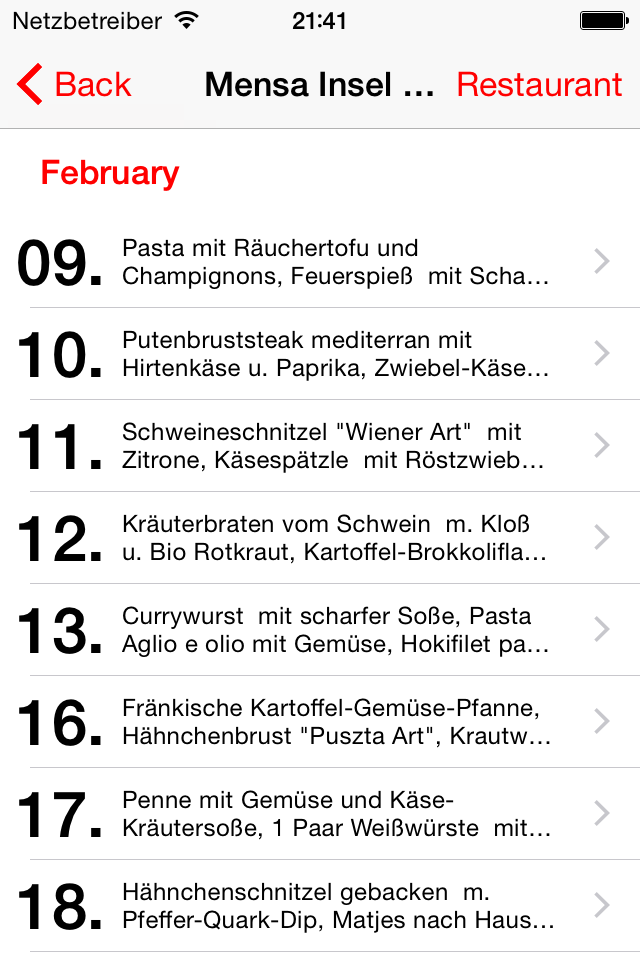 Netzbetreiber 21:41
Back Mensa Insel ... Restaurant
February
09. Pasta mit Räuchertofu und
Champignons, Feuerspieß  mit Scha...
10. Putenbruststeak mediterran mit
Hirtenkäse u. Paprika, Zwiebel-Käse...
11. Schweineschnitzel "Wiener Art"  mit
Zitrone, Käsespätzle  mit Röstzwieb...
12. Kräuterbraten vom Schwein  m. Kloß
u. Bio Rotkraut, Kartoffel-Brokkolifla...
13. Currywurst  mit scharfer Soße, Pasta
Aglio e olio mit Gemüse, Hokifilet pa...
16. Fränkische Kartoffel-Gemüse-Pfanne,
Hähnchenbrust "Puszta Art", Krautw...
17. Penne mit Gemüse und Käse-
Kräutersoße, 1 Paar Weißwürste  mit...
18. Hähnchenschnitzel gebacken  m.
Pfeffer-Quark-Dip, Matjes nach Haus...